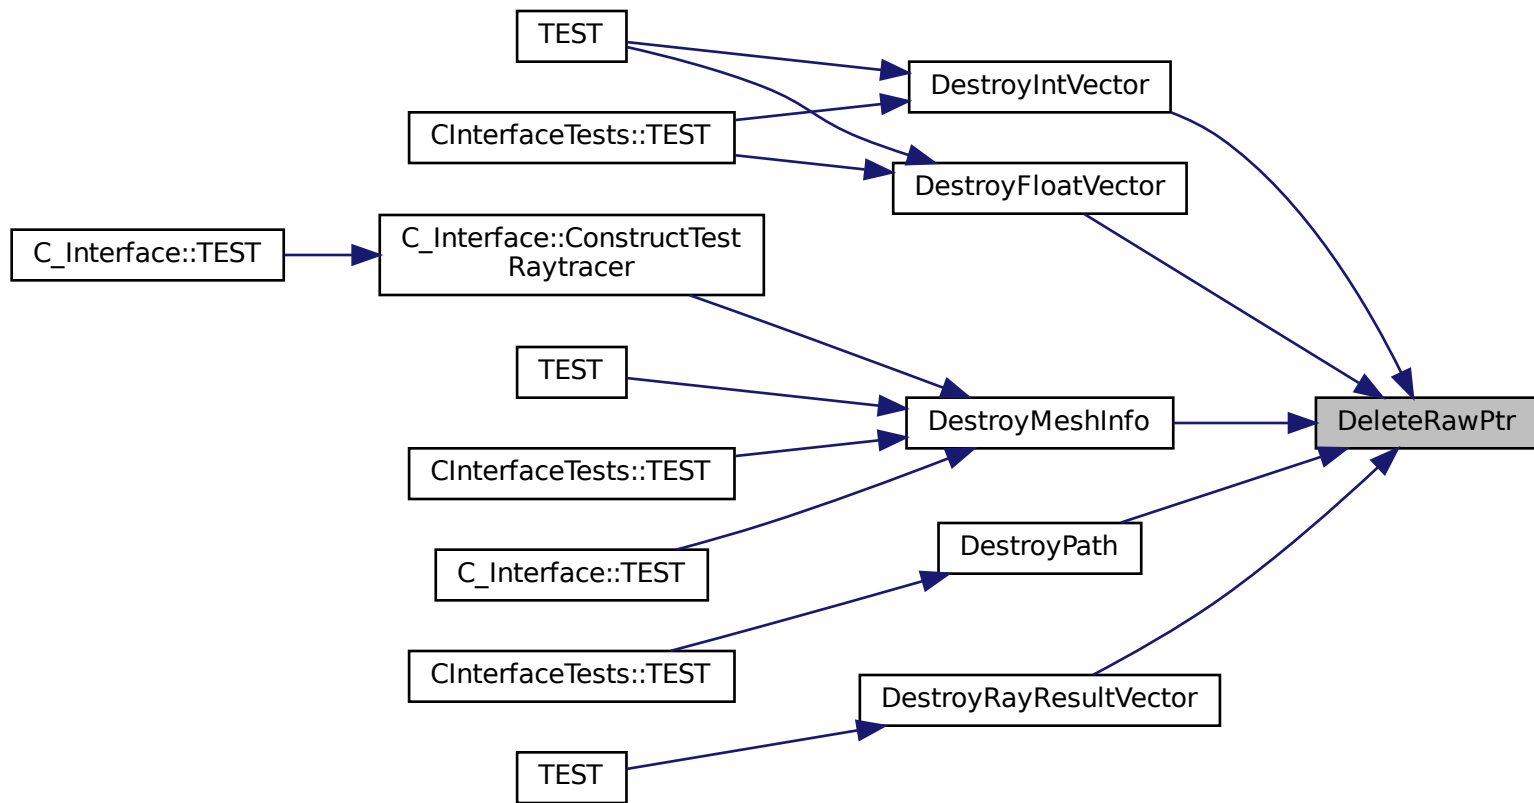 TEST
DestroyIntVector
CInterfaceTests::TEST
DestroyFloatVector
C_Interface::TEST
C_Interface::ConstructTest
Raytracer
TEST
DestroyMeshInfo
DeleteRawPtr
CInterfaceTests::TEST
DestroyPath
C_Interface::TEST
CInterfaceTests::TEST
DestroyRayResultVector
TEST